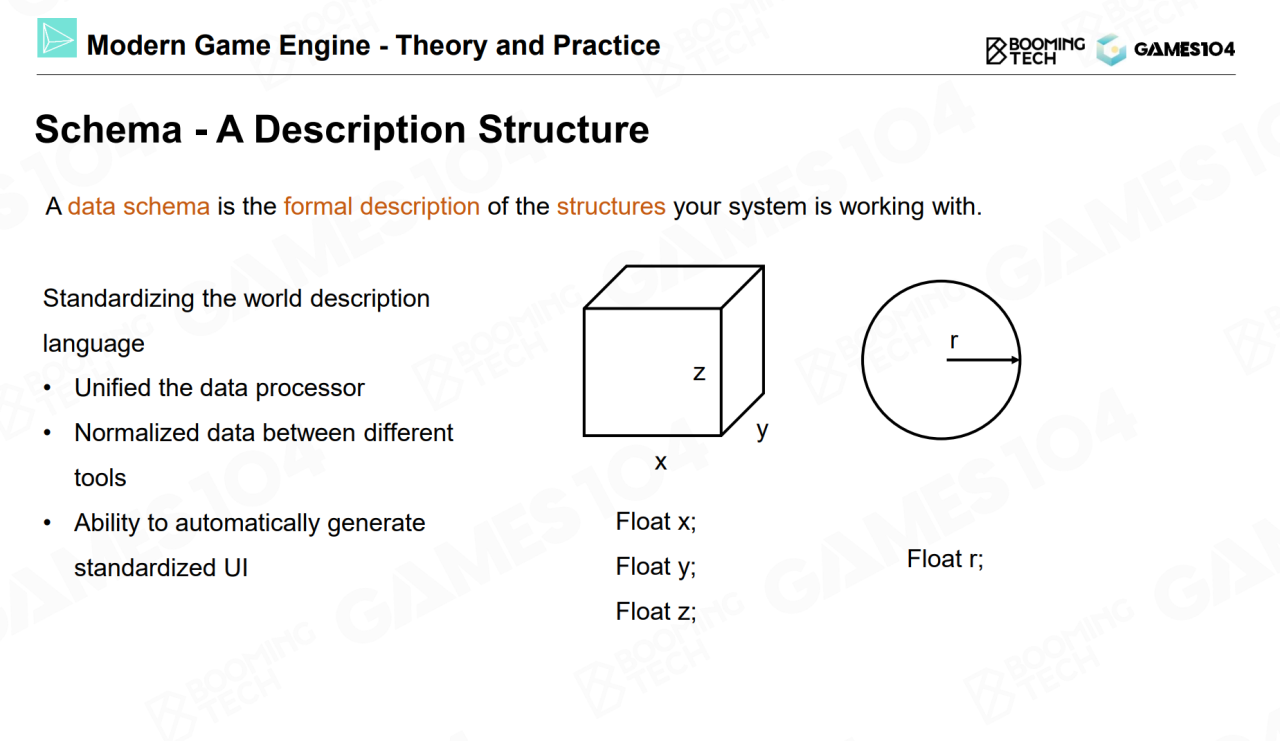 Modern Game Engine - Theory and Practice
BOOMING
TECH
GAMES104
Schema - A Description Structure
A data schema is the formal description of the structures your system is working with.
Standardizing the world description
language
• Unified the data processor
• Normalized data between different
tools
• Ability to automatically generate
standardized UI
z
y
x
Float x;
Float y;
Float z;
r
Float r;